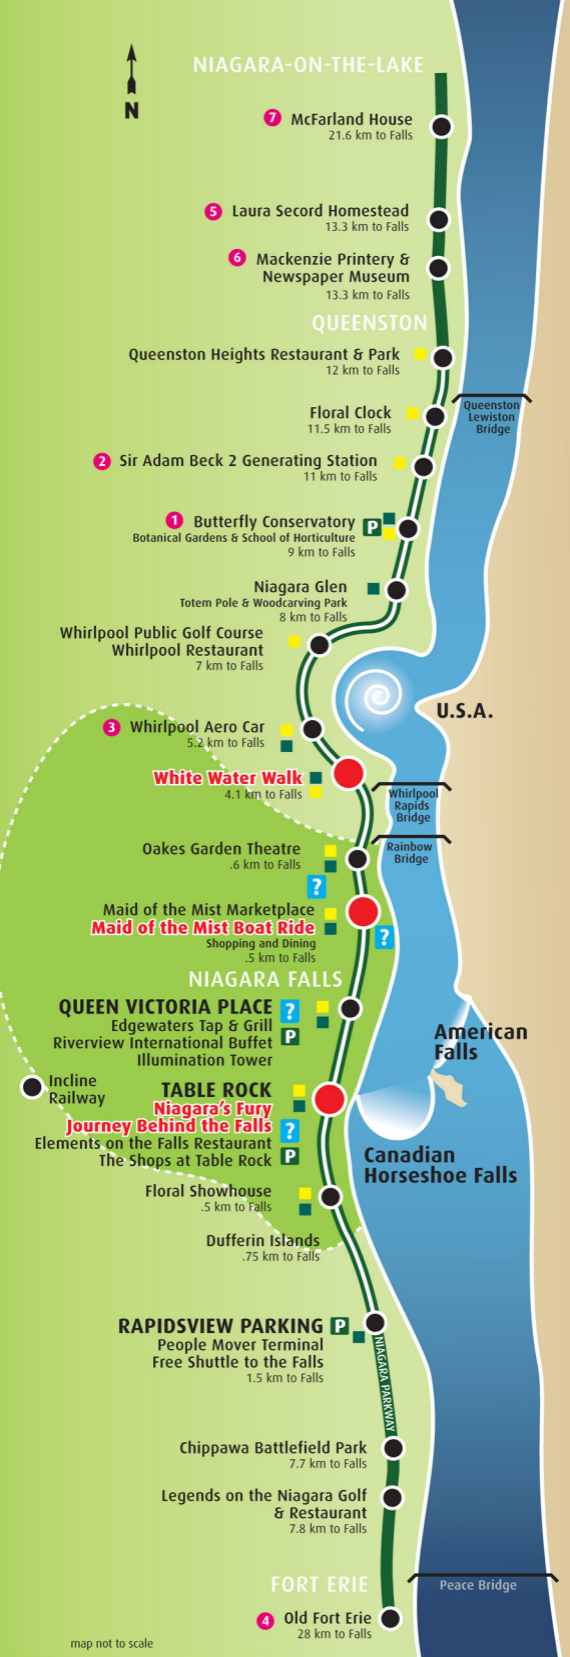 NIAGARA-ON-THE-LAKE
N
7 McFarland House
21.6 km to Falls
5 Laura Secord Homestead
13.3 km to Falls
6 Mackenzie Printery &
Newspaper Museum
13.3 km to Falls
QUEENSTON
Queenston Heights Restaurant & Park
12 km to Falls
Queenston
Lewiston
Bridge
Floral Clock
11.5 km to Falls
2 Sir Adam Beck 2 Generating Station
11 km to Falls
1 Butterfly Conservatory P
Botanical Gardens & School of Horticulture
9 km to Falls
Niagara Glen
Totem Pole & Woodcarving Park
8 km to Falls
Whirlpool Public Golf Course
Whirlpool Restaurant
7 km to Falls
U.S.A.
3 Whirlpool Aero Car
5.2 km to Falls
White Water Walk
4.1 km to Falls
Whirlpool
Rapids
Bridge
Rainbow
Bridge
Oakes Garden Theatre
.6 km to Falls
?
Maid of the Mist Marketplace
Maid of the Mist Boat Ride
Shopping and Dining
.5 km to Falls
?
NIAGARA FALLS
QUEEN VICTORIA PLACE ?
Edgewaters Tap & Grill
Riverview International Buffet P
Illumination Tower
American
Falls
Incline
Railway
TABLE ROCK
Niagara's Fury
Journey Behind the Falls ?
Elements on the Falls Restaurant
The Shops at Table Rock P
Canadian
Horseshoe Falls
Floral Showhouse
.5 km to Falls
Dufferin Islands
.75 km to Falls
RAPIDSVIEW PARKING P
People Mover Terminal
Free Shuttle to the Falls
1.5 km to Falls
NIAGARA PARKWAY
Chippawa Battlefield Park
7.7 km to Falls
Legends on the Niagara Golf
& Restaurant
7.8 km to Falls
FORT ERIE
Peace Bridge
4 Old Fort Erie
28 km to Falls
map not to scale